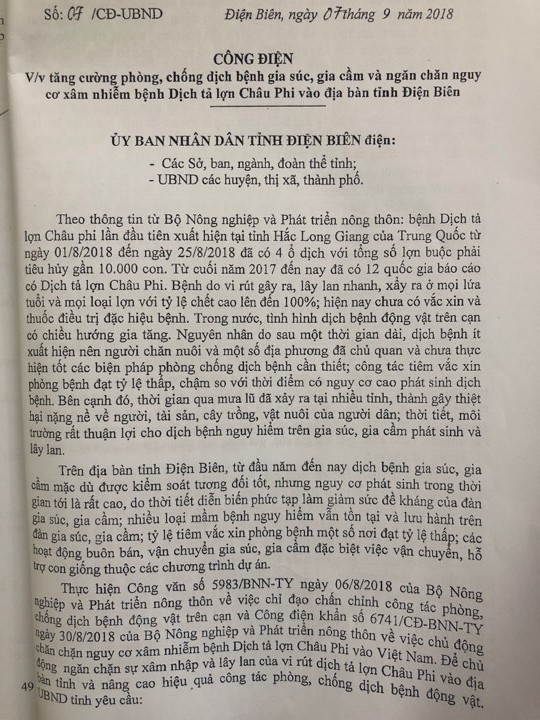 Số: 07 /CĐ-UBND
Điện Biên, ngày 07 tháng 9 năm 2018
CÔNG ĐIỆN
V/v tăng cường phòng, chống dịch bệnh gia súc, gia cầm và ngăn chăn nguy
cơ xâm nhiễm bệnh Dịch tả lợn Châu Phi vào địa bàn tỉnh Điện Biên
ỦY BAN NHÂN DÂN TỈNH ĐIỆN BIÊN điện:
- Các Sở, ban, ngành, đoàn thể tỉnh;
- UBND các huyện, thị xã, thành phố.
Theo thông tin từ Bộ Nông nghiệp và Phát triển nông thôn: bệnh Dịch tả
lợn Châu phi lần đầu tiên xuất hiện tại tỉnh Hắc Long Giang của Trung Quốc từ
ngày 01/8/2018 đến ngày 25/8/2018 đã có 4 ổ dịch với tổng số lợn buộc phải
tiêu hủy gần 10.000 con. Từ cuối năm 2017 đến nay đã có 12 quốc gia báo cáo
có Dịch tả lợn Châu Phi. Bệnh do vi rút gây ra, lây lan nhanh, xẩy ra ở mọi lứa
tuổi và mọi loại lợn với tỷ lệ chết cao lên đến 100%; hiện nay chưa có vắc xin và
thuốc điều trị đặc hiệu bệnh. Trong nước, tình hình dịch bệnh động vật trên cạn
có chiều hướng gia tăng. Nguyên nhân do sau một thời gian dài, dịch bệnh ít
xuất hiện nên người chăn nuôi và một số địa phương đã chủ quan và chưa thực
hiện tốt các biện pháp phòng chống dịch bệnh cần thiết; công tác tiêm vắc xin
phòng bệnh đạt tỷ lệ thấp, chậm so với thời điểm có nguy cơ cao phát sinh dịch
bệnh. Bên cạnh đó, thời gian qua mưa lũ đã xảy ra tại nhiều tỉnh, thành gây thiệt
hại nặng nề về người, tài sản, cây trồng, vật nuôi của người dân; thời tiết, môi
trường rất thuận lợi cho dịch bệnh nguy hiểm trên gia súc, gia cầm phát sinh và
lây lan.
Trên địa bàn tỉnh Điện Biên, từ đầu năm đến nay dịch bệnh gia súc, gia
cầm mặc dù được kiểm soát tương đối tốt, nhưng nguy cơ phát sinh trong thời
gian tới là rất cao, do thời tiết diễn biến phức tạp làm giảm sức đề kháng của đàn
gia súc, gia cầm; nhiều loại mầm bệnh nguy hiểm vẫn tồn tại và lưu hành trên
đàn gia súc, gia cầm; tỷ lệ tiêm vắc xin phòng bệnh một số nơi đạt tỷ lệ thấp; các
hoạt động buôn bán, vận chuyển gia súc, gia cầm đặc biệt việc vận chuyển, hỗ
trợ con giống thuộc các chương trình dự án.
Thực hiện Công văn số 5983/BNN-TY ngày 06/8/2018 của Bộ Nông
nghiệp và Phát triển nông thôn về việc chỉ đạo chấn chỉnh công tác phòng,
chống dịch bệnh động vật trên cạn và Công điện khẩn số 6741/CĐ-BNN-TY
ngày 30/8/2018 của Bộ Nông nghiệp và Phát triển nông thôn về việc chủ động
chăn chặn nguy cơ xâm nhiễm bệnh Dịch tả lợn Châu Phi vào Việt Nam. Để chủ
động ngăn chặn sự xâm nhập và lây lan của vi rút dịch tả lợn Châu Phi vào địa
bàn tỉnh và nâng cao hiệu quả công tác phòng, chống dịch bệnh động vật.
49 UBND tỉnh yêu cầu: